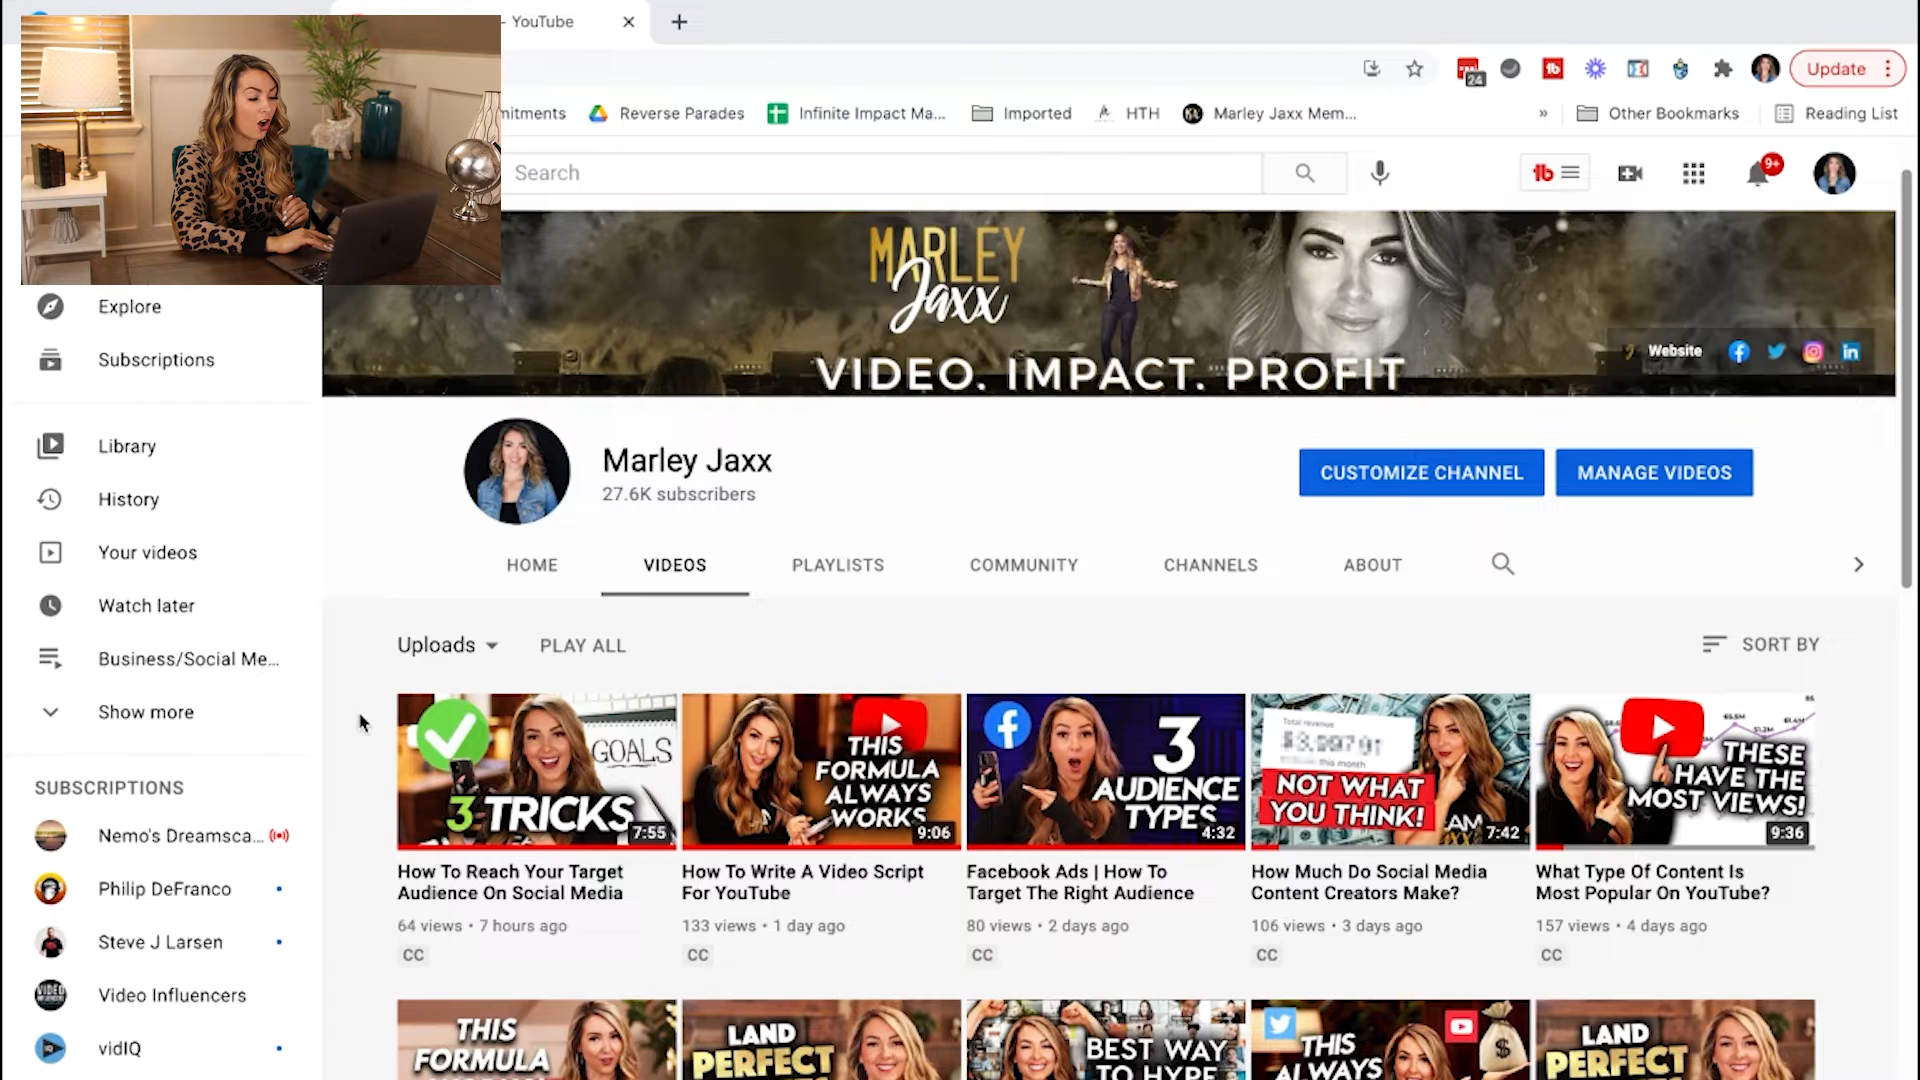 - YouTube
Update
24
mitments
Reverse Parades
Infinite Impact Ma...
Imported
HTH
Marley Jaxx Mem...
»
Other Bookmarks
Reading List
Search
9+
MARLEY
Jaxx
VIDEO. IMPACT. PROFIT
Website
Explore
Subscriptions
Library
History
Your videos
Watch later
Business/Social Me...
Show more
SUBSCRIPTIONS
Nemo's Dreamsca...
Philip DeFranco
Steve J Larsen
Video Influencers
vidIQ
Marley Jaxx
27.6K subscribers
CUSTOMIZE CHANNEL
MANAGE VIDEOS
HOME
VIDEOS
PLAYLISTS
COMMUNITY
CHANNELS
ABOUT
Uploads
PLAY ALL
SORT BY
GOALS
3 TRICKS
7:55
How To Reach Your Target
Audience On Social Media
64 views • 7 hours ago
CC
THIS
FORMULA
ALWAYS
WORKS
9:06
How To Write A Video Script
For YouTube
133 views • 1 day ago
CC
3
AUDIENCE
TYPES
4:32
Facebook Ads | How To
Target The Right Audience
80 views • 2 days ago
CC
Total revenue
this month
NOT WHAT
YOU THINK!
7:42
How Much Do Social Media
Content Creators Make?
106 views • 3 days ago
CC
THESE
HAVE THE
MOST VIEWS!
9:36
What Type Of Content Is
Most Popular On YouTube?
157 views • 4 days ago
CC
THIS
FORMULA
LAND
PERFECT
BEST WAY
TO HYPE
THIS
ALWAYS
LAND
PERFECT